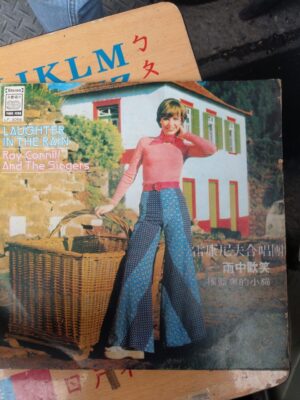 IJKLM
ㄅ
ㄆ
Stereo
LAUGHTER
IN THE RAIN
Ray Conniff
And The Singers
雷康尼夫合唱團
雨中歡笑